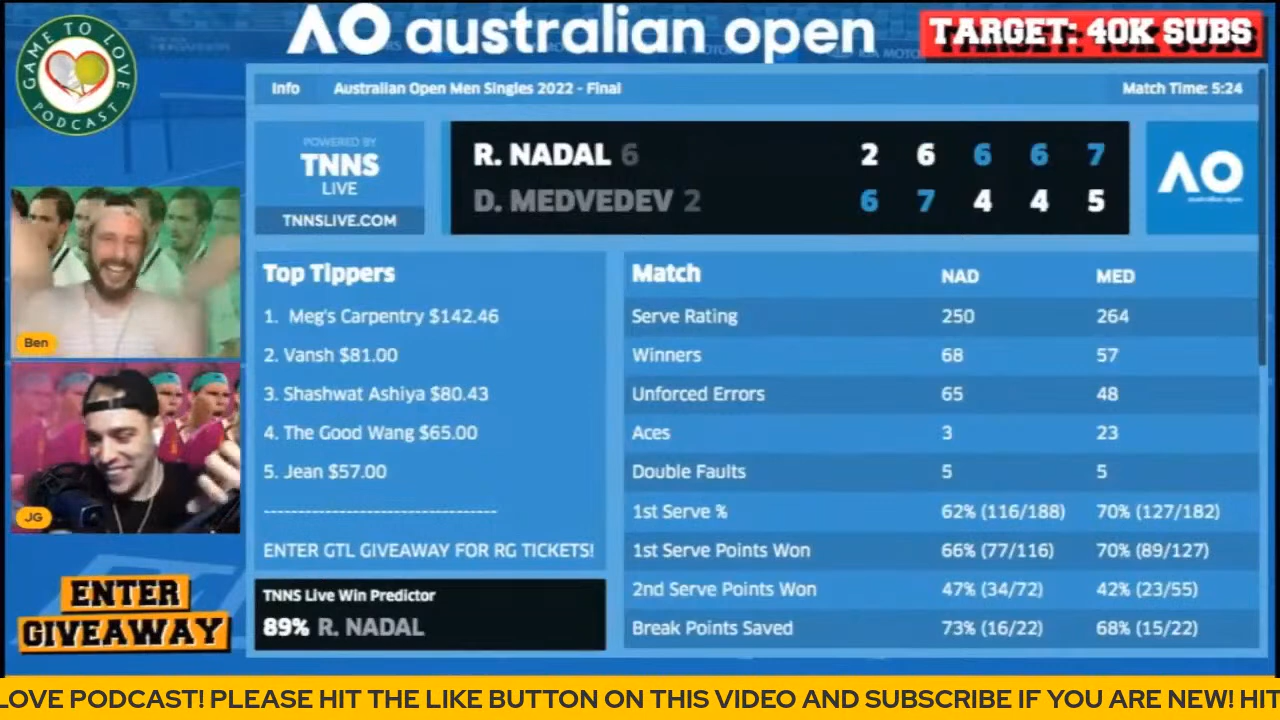 AO australian open
TARGET: 40K SUBS
GAME TO LOVE
PODCAST
Info Australian Open Men Singles 2022 - Final Match Time: 5:24
POWERED BY
TNNS
LIVE
TNNSLIVE.COM
R. NADAL 6 2 6 6 6 7
D. MEDVEDEV 2 6 7 4 4 5
AO
australian open
Ben
JG
ENTER
GIVEAWAY
Top Tippers
1. Meg's Carpentry $142.46
2. Vansh $81.00
3. Shashwat Ashiya $80.43
4. The Good Wang $65.00
5. Jean $57.00
---------------------------------
ENTER GTL GIVEAWAY FOR RG TICKETS!
TNNS Live Win Predictor
89% R. NADAL
Match NAD MED
Serve Rating 250 264
Winners 68 57
Unforced Errors 65 48
Aces 3 23
Double Faults 5 5
1st Serve % 62% (116/188) 70% (127/182)
1st Serve Points Won 66% (77/116) 70% (89/127)
2nd Serve Points Won 47% (34/72) 42% (23/55)
Break Points Saved 73% (16/22) 68% (15/22)
LOVE PODCAST! PLEASE HIT THE LIKE BUTTON ON THIS VIDEO AND SUBSCRIBE IF YOU ARE NEW! HIT